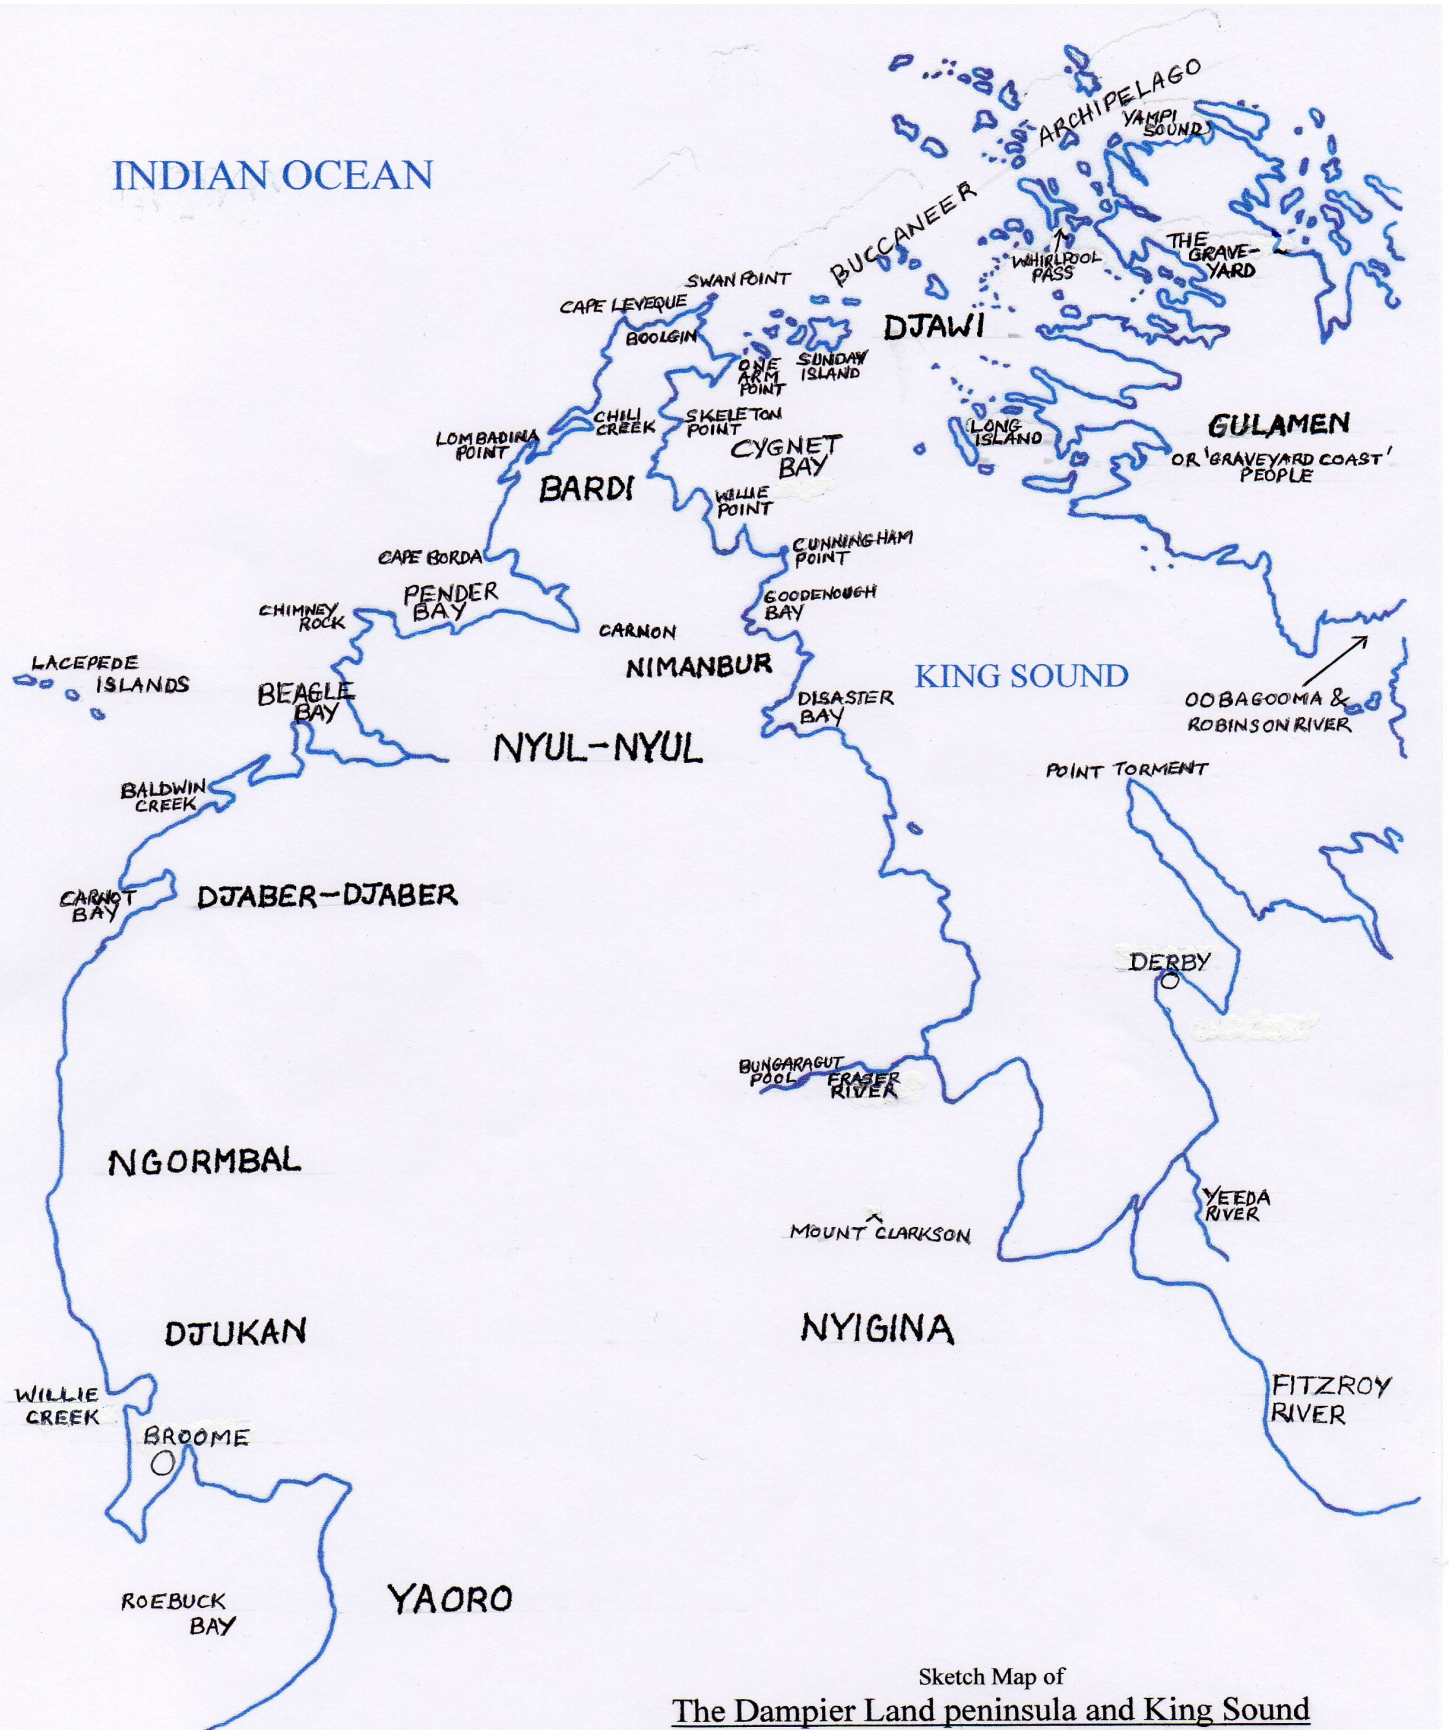 ARCHIPELAGO
YAMPI
SOUND
INDIAN OCEAN
BUCCANEER
THE
GRAVE-
YARD
WHIRLPOOL
PASS
SWAN POINT
CAPE LEVEQUE
BOOLGIN
DJAWI
ONE
ARM
POINT
SUNDAY
ISLAND
CHILI
CREEK
SKELETON
POINT
LOMBADINA
POINT
CYGNET
BAY
LONG
ISLAND
GULAMEN
OR 'GRAVEYARD COAST'
PEOPLE
BARDI
WILLIE
POINT
CUNNINGHAM
POINT
CAPE BORDA
PENDER
BAY
GOODENOUGH
BAY
CHIMNEY
ROCK
CARNON
LACEPEDE
ISLANDS
NIMANBUR
KING SOUND
BEAGLE
BAY
DISASTER
BAY
OOBAGOOMA &
ROBINSON RIVER
NYUL-NYUL
POINT TORMENT
BALDWIN
CREEK
CARNOT
BAY
DJABER-DJABER
DERBY
BUNGARAGUT
POOL
FRASER
RIVER
NGORMBAL
YEEDA
RIVER
MOUNT CLARKSON
DJUKAN
NYIGINA
WILLIE
CREEK
FITZROY
RIVER
BROOME
ROEBUCK
BAY
YAORO
Sketch Map of
The Dampier Land peninsula and King Sound